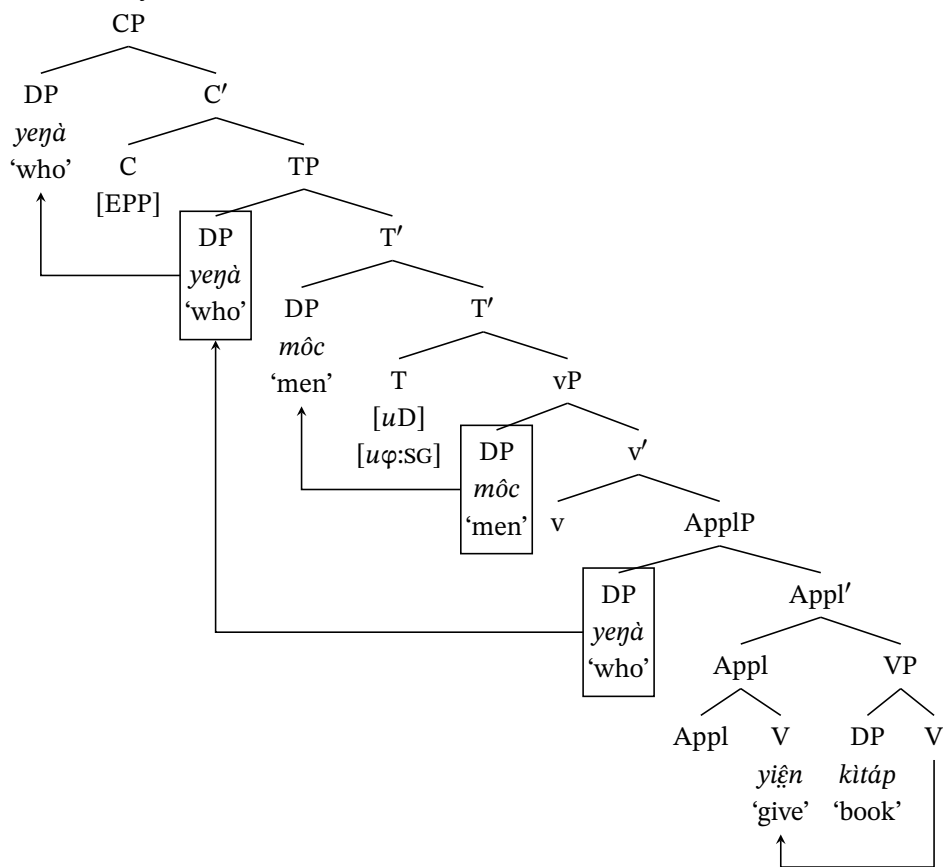 CP
DP C′
yeŋà
‘who’ C TP
[EPP]
DP T′
yeŋà
‘who’ DP T′
môc
‘men’ T vP
[uD]
[uφ:SG] DP v′
môc
‘men’ v ApplP
DP Appl′
yeŋà
‘who’ Appl VP
Appl V DP V
yiɛ̤̂n kìtáp
‘give’ ‘book’